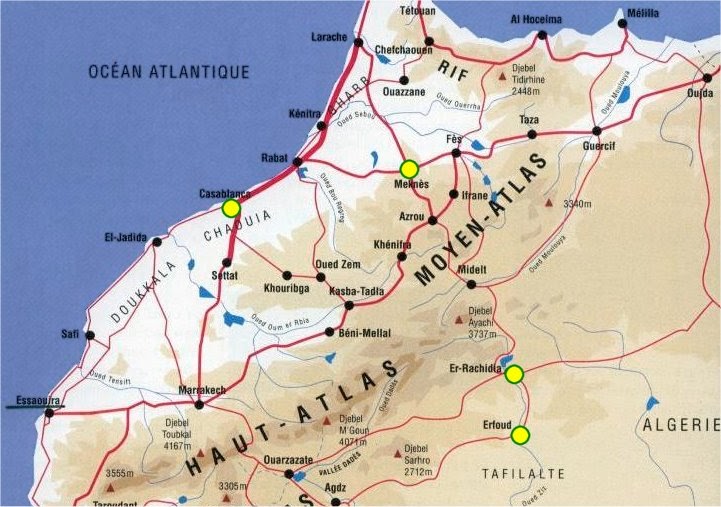 Tétouan
Al Hoceima
Mélilla
Larache
Chefchaouen
OCÉAN ATLANTIQUE
RIF
Djebel
Tidirhine
2448m
Oued Moulouya
Oujda
Ouazzane
GHARB
Oued Ouerrha
Kénitra
Oued Sebou
Taza
Fès
Guercif
Rabat
Meknès
Casablanca
Oued Bou Regreg
Ifrane
MOYEN-ATLAS
3340m
CHAOUIA
Azrou
El-Jadida
Khénifra
Oued Moulouya
DOUKKALA
Settat
Oued Zem
Midelt
Khouribga
Kasba-Tadla
Djebel
Ayachi
3737m
Oued Oum er Rbia
Safi
Béni-Mellal
Er-Rachidia
Oued Tensift
HAUT-ATLAS
Oued Dadès
Essaouira
Marrakech
Djebel
Toubkal
4167m
Djebel
M'Goun
4071m
Erfoud
ALGERIE
Djebel
Sarhro
2712m
Ouarzazate
VALLÉE DADÈS
TAFILALTE
3555m
3305m
Agdz
Oued Ziz
Taroudant
S